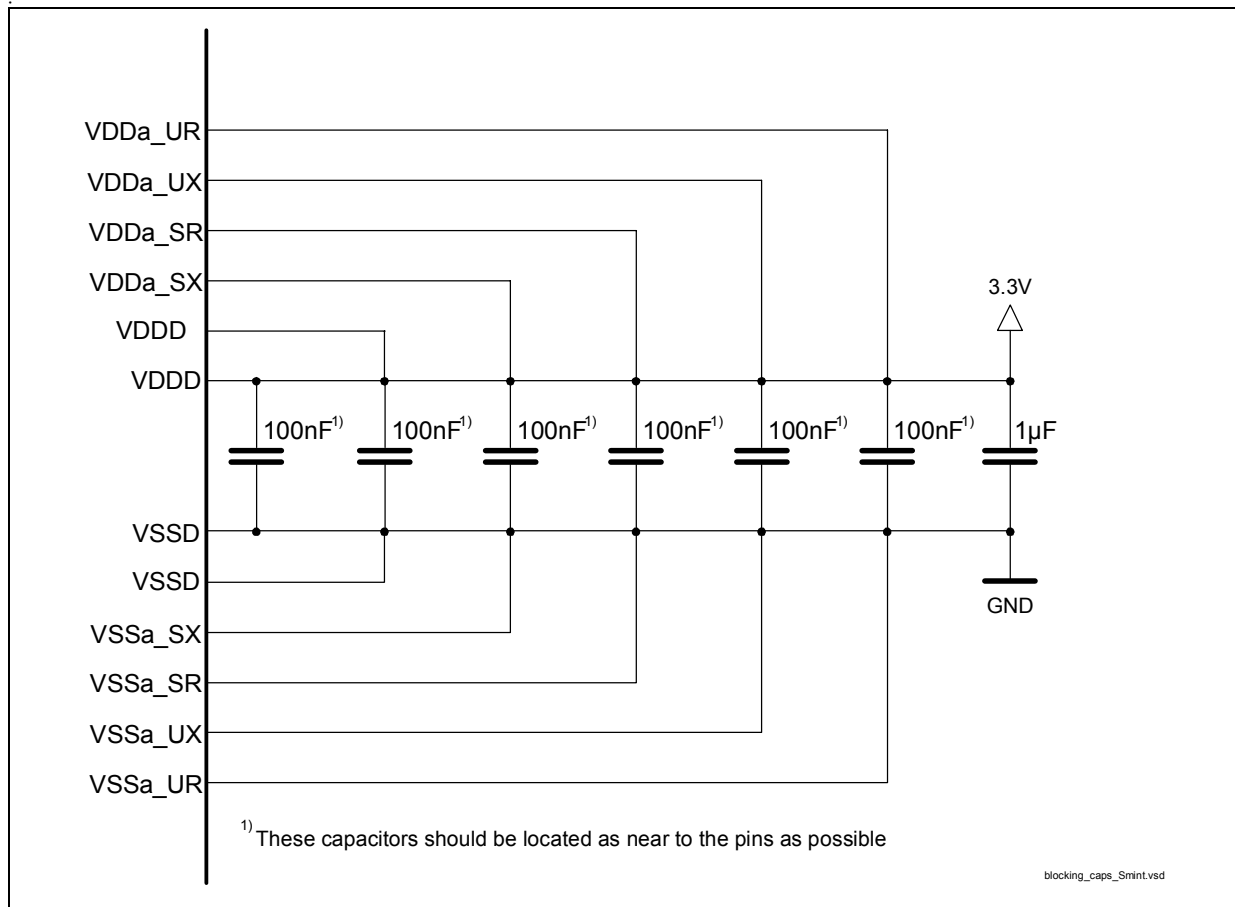 VDDa_UR
VDDa_UX
VDDa_SR
VDDa_SX
3.3V
VDDD
VDDD
100nF1) 100nF1) 100nF1) 100nF1) 100nF1) 100nF1) 1µF
VSSD
VSSD
GND
VSSa_SX
VSSa_SR
VSSa_UX
VSSa_UR
1) These capacitors should be located as near to the pins as possible
blocking_caps_Smint.vsd